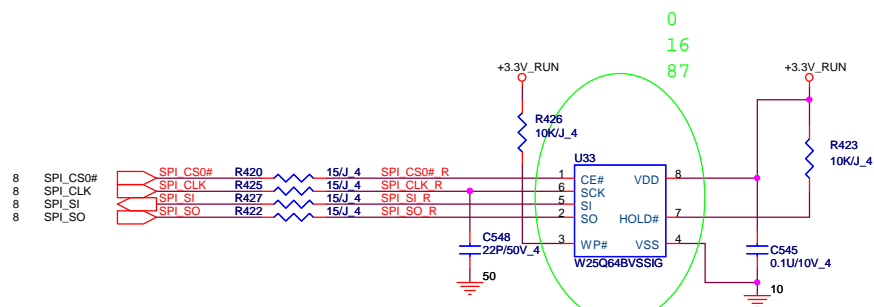 0
16
87
+3.3V_RUN
+3.3V_RUN
R426
10K/J_4
R423
10K/J_4
U33
8 SPI_CS0# SPI_CS0# R420 15/J_4 SPI_CS0#_R 1 CE# VDD 8
8 SPI_CLK SPI_CLK R425 15/J_4 SPI_CLK_R 6 SCK
8 SPI_SI SPI_SI R427 15/J_4 SPI_SI_R 5 SI
8 SPI_SO SPI_SO R422 15/J_4 SPI_SO_R 2 SO HOLD# 7
3 WP# VSS 4
W25Q64BVSSIG
C548
22P/50V_4
50
C545
0.1U/10V_4
10